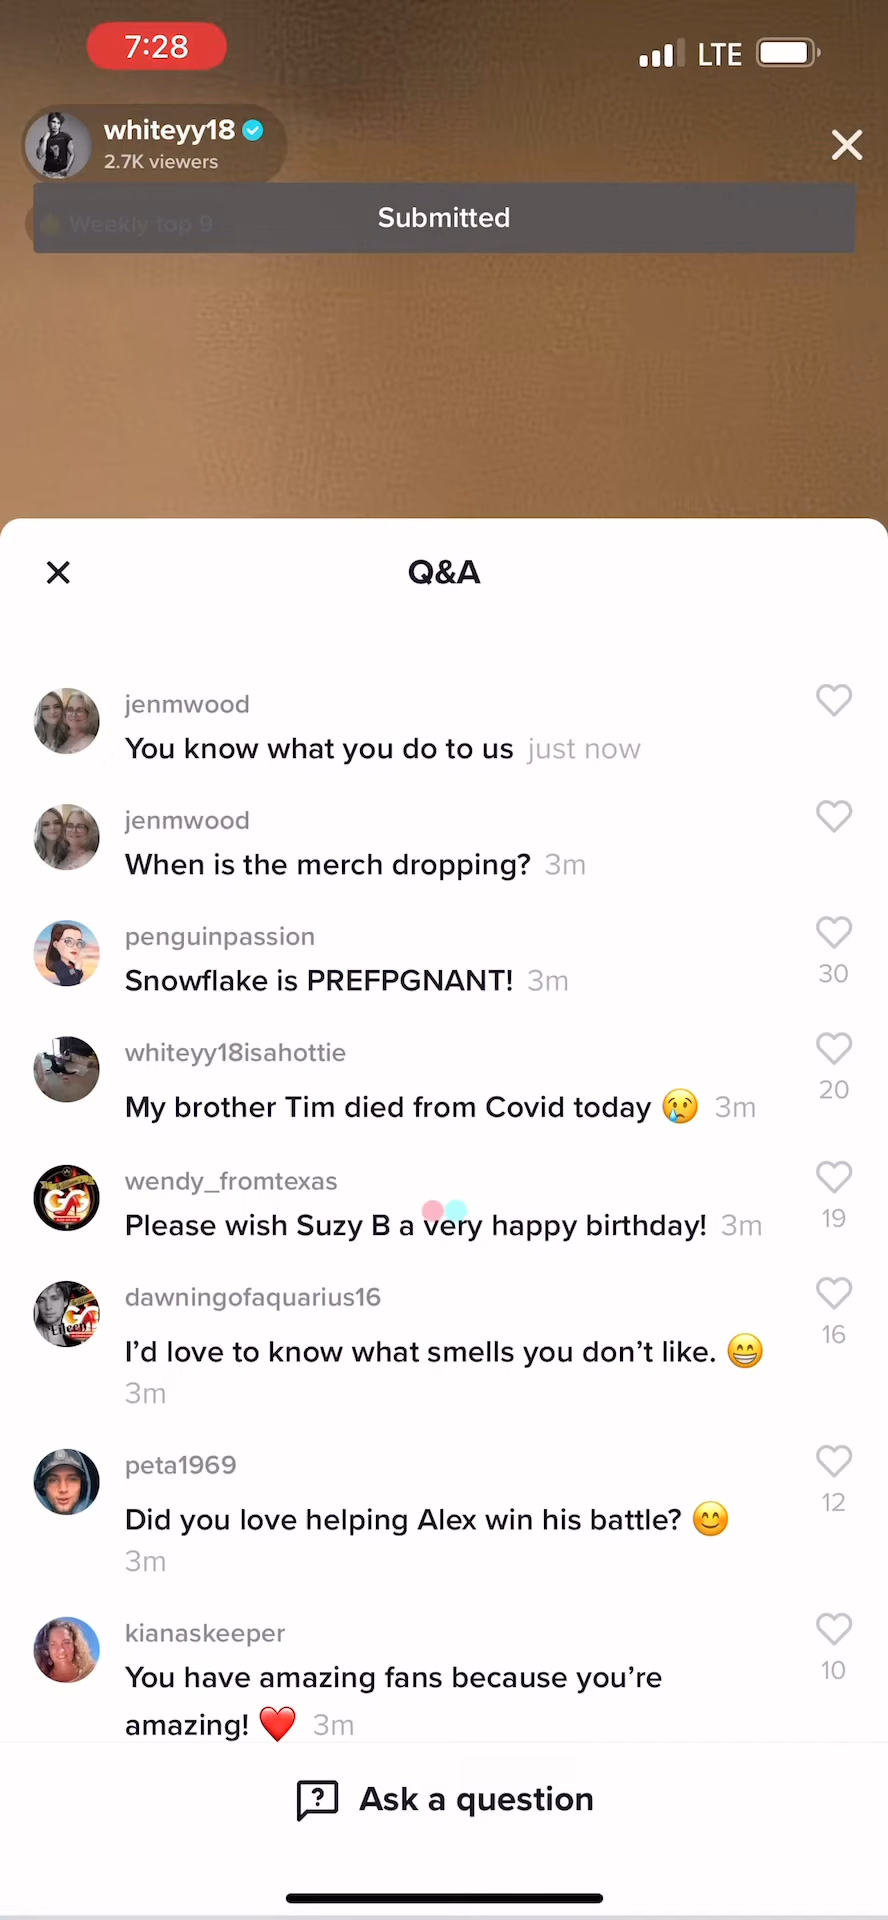 7:28
LTE
whiteyy18
2.7K viewers
Weekly top 9
Submitted
Q&A
jenmwood
You know what you do to us just now
jenmwood
When is the merch dropping? 3m
penguinpassion
Snowflake is PREFPGNANT! 3m
30
whiteyy18isahottie
My brother Tim died from Covid today 😢 3m
20
wendy_fromtexas
Please wish Suzy B a very happy birthday! 3m
19
dawningofaquarius16
I’d love to know what smells you don’t like. 😁
3m
16
peta1969
Did you love helping Alex win his battle? 😊
3m
12
kianaskeeper
You have amazing fans because you’re
amazing! ❤️ 3m
10
Ask a question